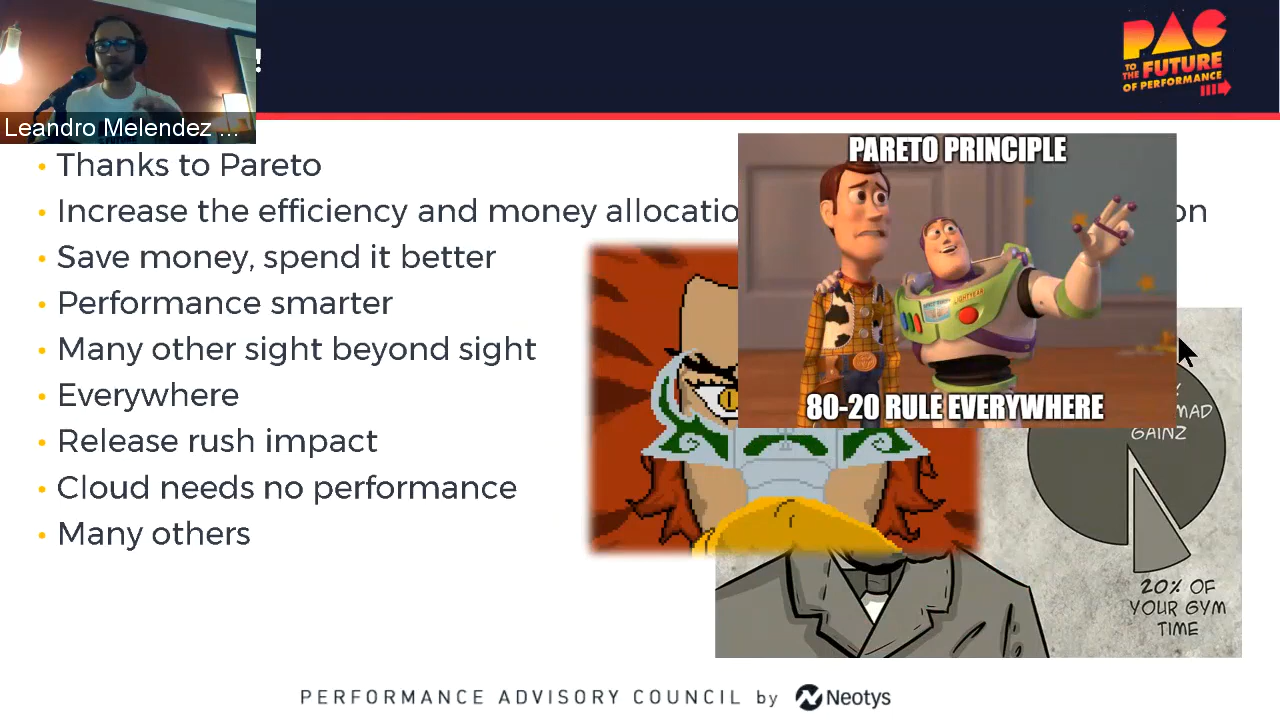 !
PAC
TO THE FUTURE
OF PERFORMANCE
Leandro Melendez ...
• Thanks to Pareto
• Increase the efficiency and money allocatio
on
• Save money, spend it better
• Performance smarter
• Many other sight beyond sight
• Everywhere
• Release rush impact
• Cloud needs no performance
• Many others
PARETO PRINCIPLE
80-20 RULE EVERYWHERE
%
MAD
GAINZ
20% OF
YOUR GYM
TIME
PERFORMANCE ADVISORY COUNCIL by Neotys